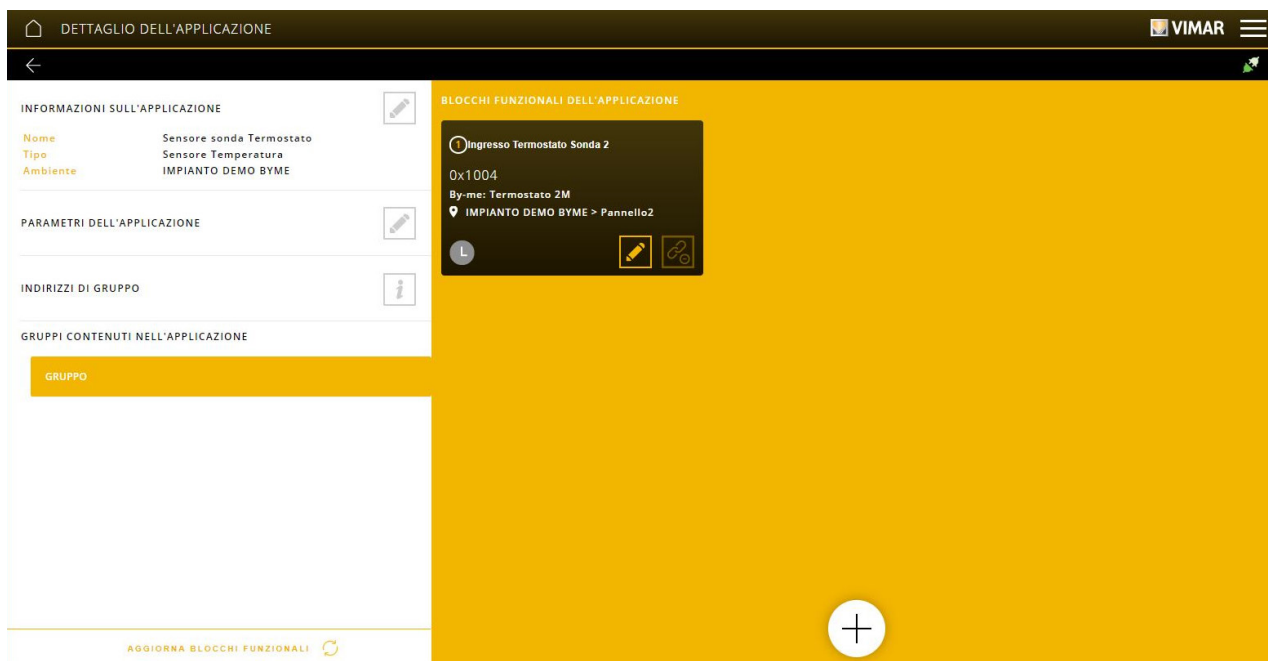 DETTAGLIO DELL'APPLICAZIONE
VIMAR
INFORMAZIONI SULL'APPLICAZIONE
Nome Sensore sonda Termostato
Tipo Sensore Temperatura
Ambiente IMPIANTO DEMO BYME
PARAMETRI DELL'APPLICAZIONE
INDIRIZZI DI GRUPPO
i
GRUPPI CONTENUTI NELL'APPLICAZIONE
GRUPPO
AGGIORNA BLOCCHI FUNZIONALI
BLOCCHI FUNZIONALI DELL'APPLICAZIONE
1 Ingresso Termostato Sonda 2
0x1004
By-me: Termostato 2M
IMPIANTO DEMO BYME > Pannello2
L